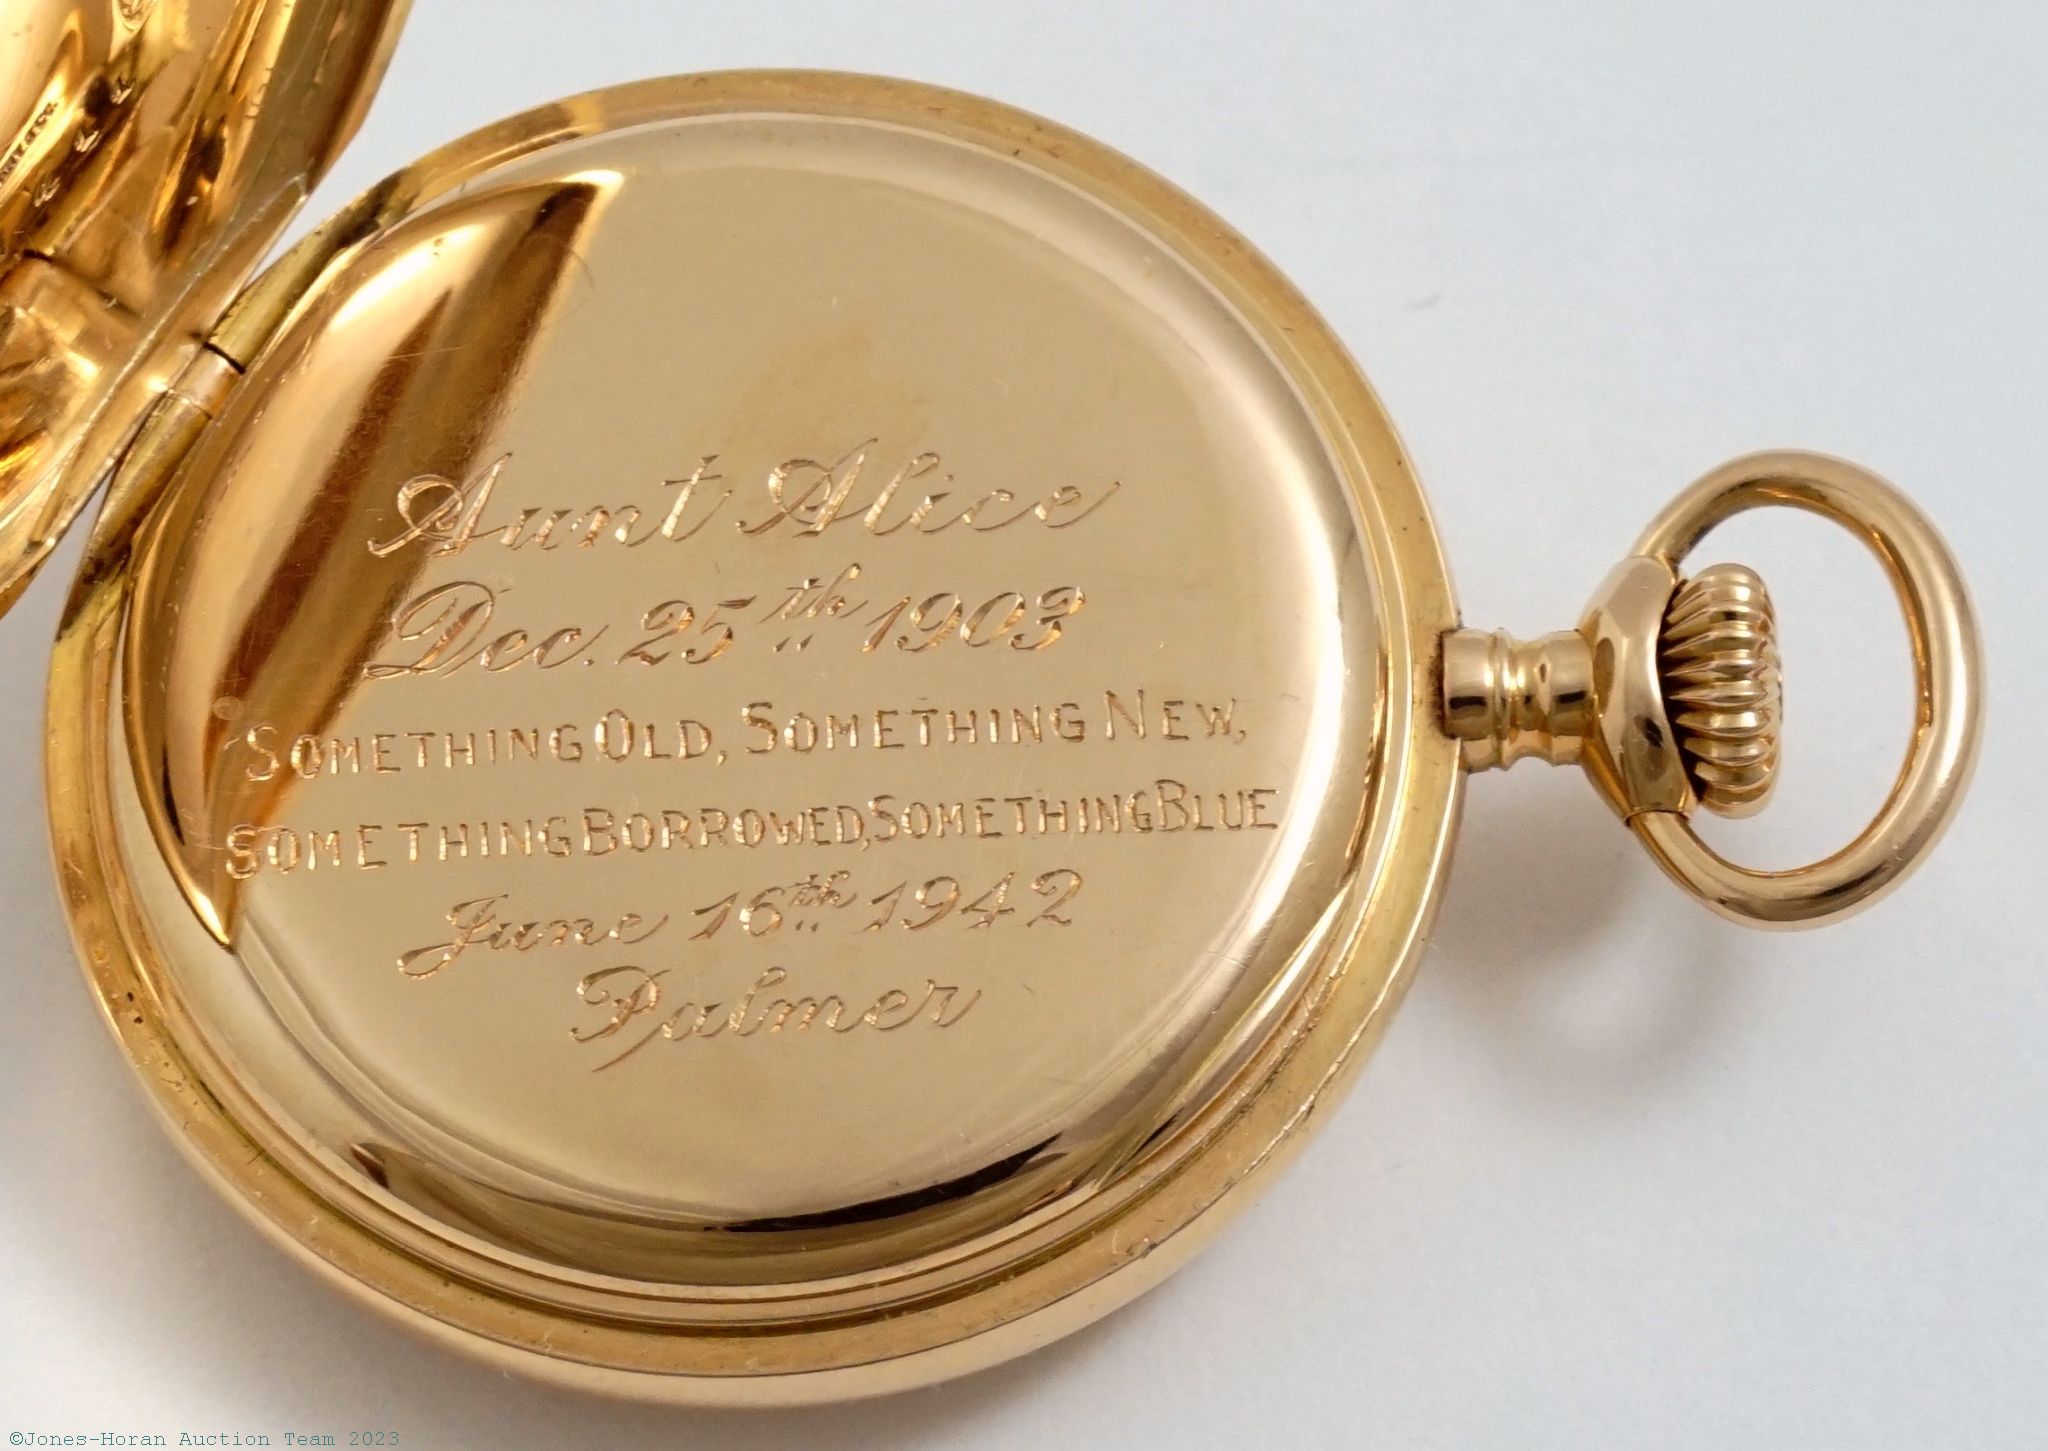 Aunt Alice
Dec. 25th 1903
Something Old, Something New,
Something Borrowed, Something Blue
June 16th 1942
Palmer
©Jones-Horan Auction Team 2023